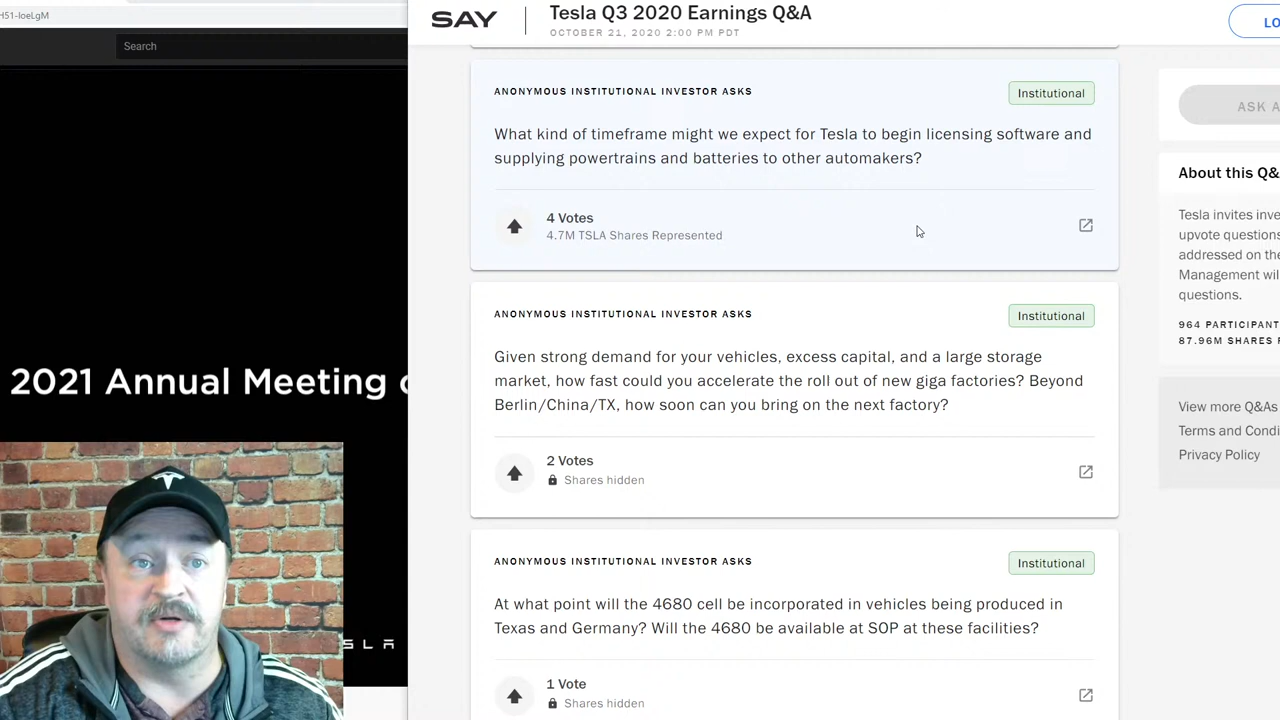 H51-loeLgM
Search
2021 Annual Meeting
SLA
SAY
Tesla Q3 2020 Earnings Q&A
OCTOBER 21, 2020 2:00 PM PDT
LO
ANONYMOUS INSTITUTIONAL INVESTOR ASKS
Institutional
What kind of timeframe might we expect for Tesla to begin licensing software and
supplying powertrains and batteries to other automakers?
4 Votes
4.7M TSLA Shares Represented
ANONYMOUS INSTITUTIONAL INVESTOR ASKS
Institutional
Given strong demand for your vehicles, excess capital, and a large storage
market, how fast could you accelerate the roll out of new giga factories? Beyond
Berlin/China/TX, how soon can you bring on the next factory?
2 Votes
Shares hidden
ANONYMOUS INSTITUTIONAL INVESTOR ASKS
Institutional
At what point will the 4680 cell be incorporated in vehicles being produced in
Texas and Germany? Will the 4680 be available at SOP at these facilities?
1 Vote
Shares hidden
ASK A
About this Q&
Tesla invites inve
upvote questions
addressed on the
Management wil
questions.
964 PARTICIPANT
87.96M SHARES
View more Q&As
Terms and Condi
Privacy Policy